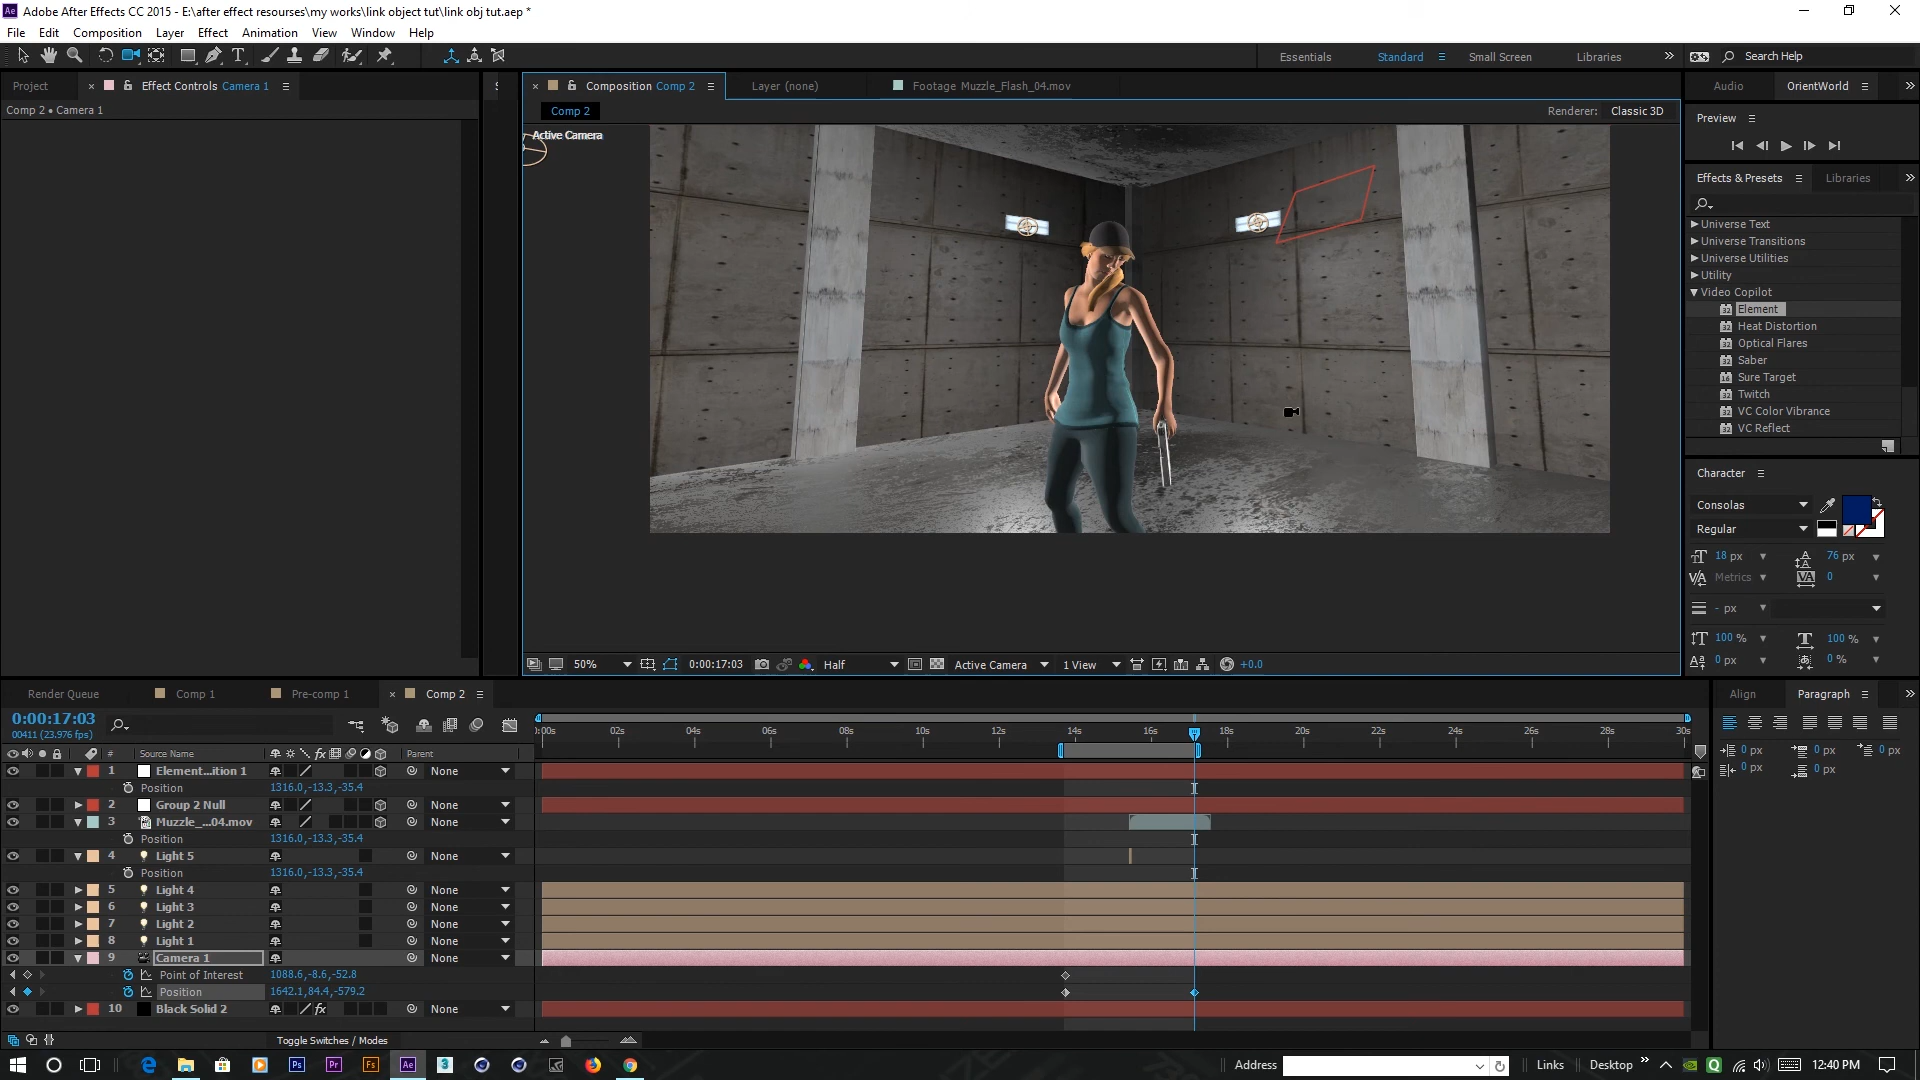 Adobe After Effects CC 2015 - E:\after effect resourses\my works\link object tut\link obj tut.aep *
File Edit Composition Layer Effect Animation View Window Help
Essentials Standard Small Screen Libraries Search Help
Project Effect Controls Camera 1 Composition Comp 2 Layer (none) Footage Muzzle_Flash_04.mov Audio OrientWorld
Comp 2 • Camera 1
Comp 2 Renderer: Classic 3D
Active Camera
Preview
Effects & Presets Libraries
Universe Text
Universe Transitions
Universe Utilities
Utility
Video Copilot
Element
Heat Distortion
Optical Flares
Saber
Sure Target
Twitch
VC Color Vibrance
VC Reflect
Character
Consolas
Regular
18 px 76 px
Metrics 0
- px
100 % 100 %
0 px 0 %
50% 0:00:17:03 Half Active Camera 1 View +0.0
Render Queue Comp 1 Pre-comp 1 Comp 2 Align Paragraph
0:00:17:03
00411 (23.976 fps)
:00s 02s 04s 06s 08s 10s 12s 14s 16s 18s 20s 22s 24s 26s 28s 30s
# Source Name Parent
1 Element...ition 1 None
Position 1316.0,-13.3,-35.4
2 Group 2 Null None
3 Muzzle_...04.mov None
Position 1316.0,-13.3,-35.4
4 Light 5 None
Position 1316.0,-13.3,-35.4
5 Light 4 None
6 Light 3 None
7 Light 2 None
8 Light 1 None
9 Camera 1 None
Point of Interest 1088.6,-8.6,-52.8
Position 1642.1,84.4,-579.2
10 Black Solid 2 None
Toggle Switches / Modes
0 px 0 px 0 px
0 px 0 px
Address Links Desktop 12:40 PM